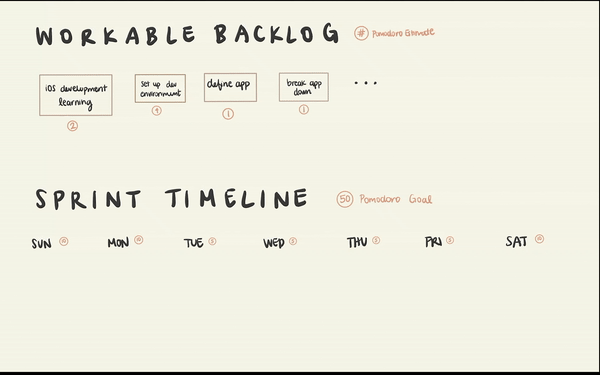 WORKABLE BACKLOG
# Pomodoro Estimate
iOS development
learning
2
set up dev
environment
define app
1
break app
down
1
...
SPRINT TIMELINE
50 Pomodoro Goal
SUN
MON
TUE
WED
THU
FRI
SAT